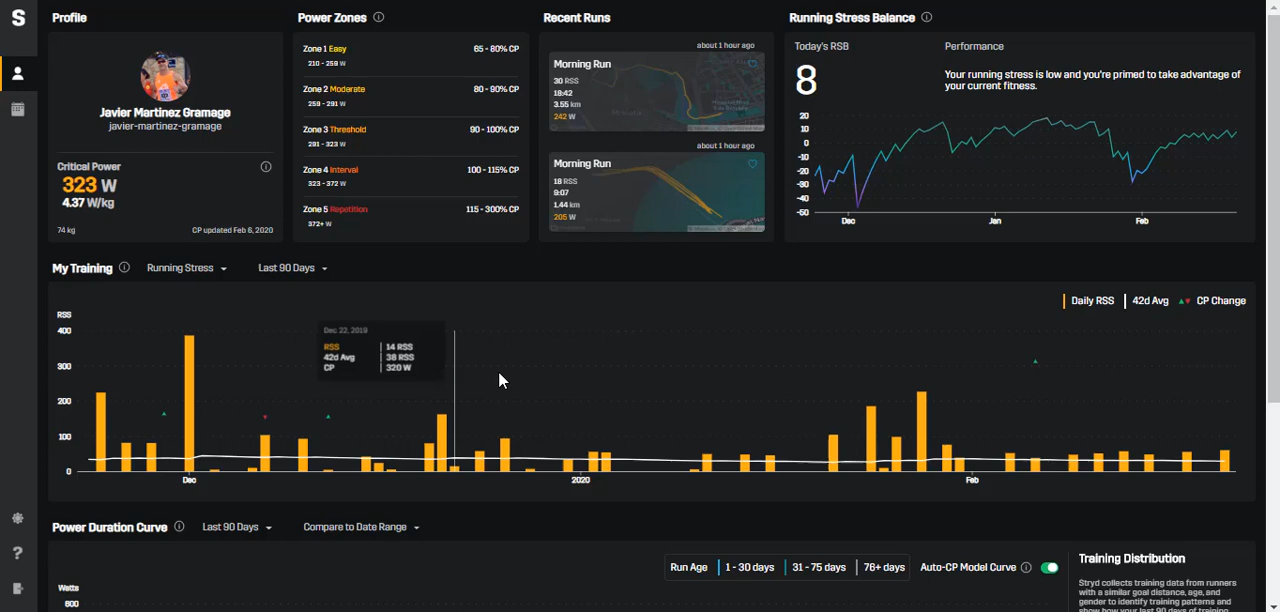 S
Profile
Javier Martinez Gramage
javier-martinez-gramage
Critical Power
323 W
4.37 W/kg
74 kg
CP updated Feb 6, 2020
Power Zones
Zone 1 Easy 65 - 80% CP
210 - 259 W
Zone 2 Moderate 80 - 90% CP
259 - 291 W
Zone 3 Threshold 90 - 100% CP
291 - 323 W
Zone 4 Interval 100 - 115% CP
323 - 372 W
Zone 5 Repetition 115 - 300% CP
372+ W
Recent Runs
about 1 hour ago
Morning Run
30 RSS
18:42
3.55 km
242 W
about 1 hour ago
Morning Run
18 RSS
9:07
1.44 km
205 W
Running Stress Balance
Today's RSB
8
Performance
Your running stress is low and you're primed to take advantage of
your current fitness.
20
10
0
-10
-20
-30
-40
-50
Dec Jan Feb
My Training Running Stress Last 90 Days
Daily RSS 42d Avg CP Change
RSS
400
300
200
100
0
Dec 22, 2019
RSS 14 RSS
42d Avg 38 RSS
CP 320 W
Dec 2020 Feb
Power Duration Curve Last 90 Days Compare to Date Range
Run Age 1 - 30 days 31 - 75 days 76+ days Auto-CP Model Curve
Watts
600
Training Distribution
Stryd collects training data from runners
with a similar goal distance, age, and
gender to identify training patterns and
show how your last 90 days of training
?